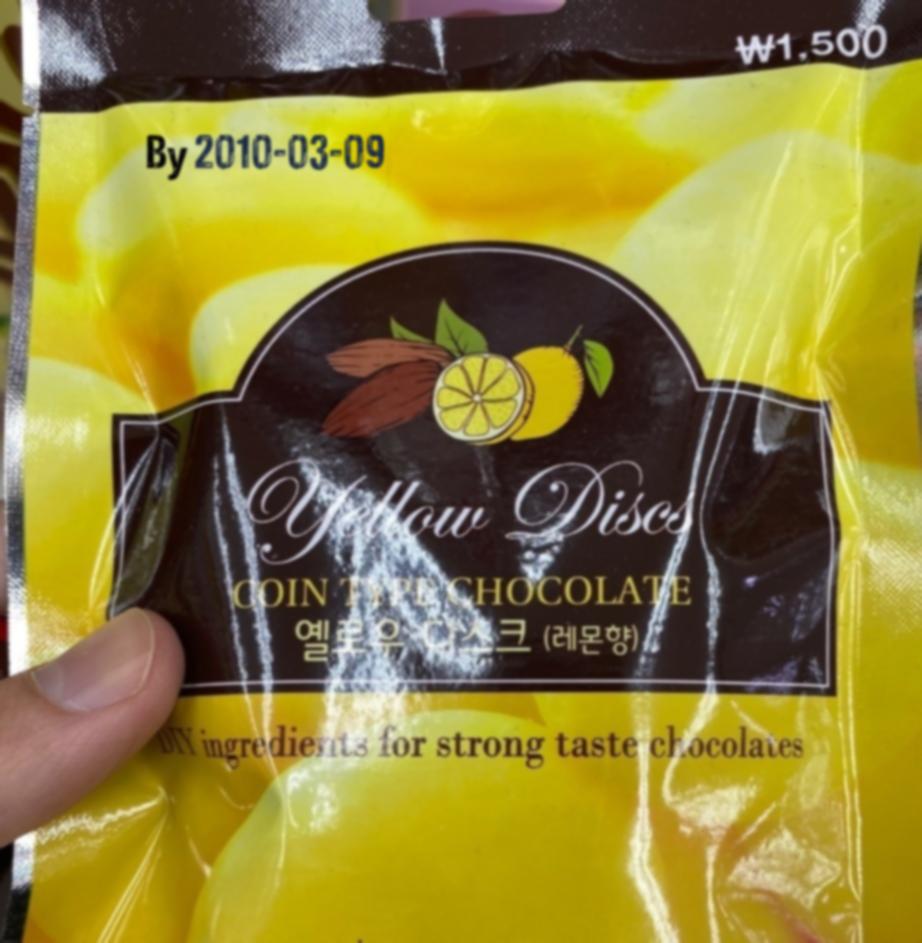 ₩1,500
By 2010-03-09
Yellow Discs
COIN TYPE CHOCOLATE
옐로우 디스크 (레몬향)
DIY ingredients for strong taste chocolates